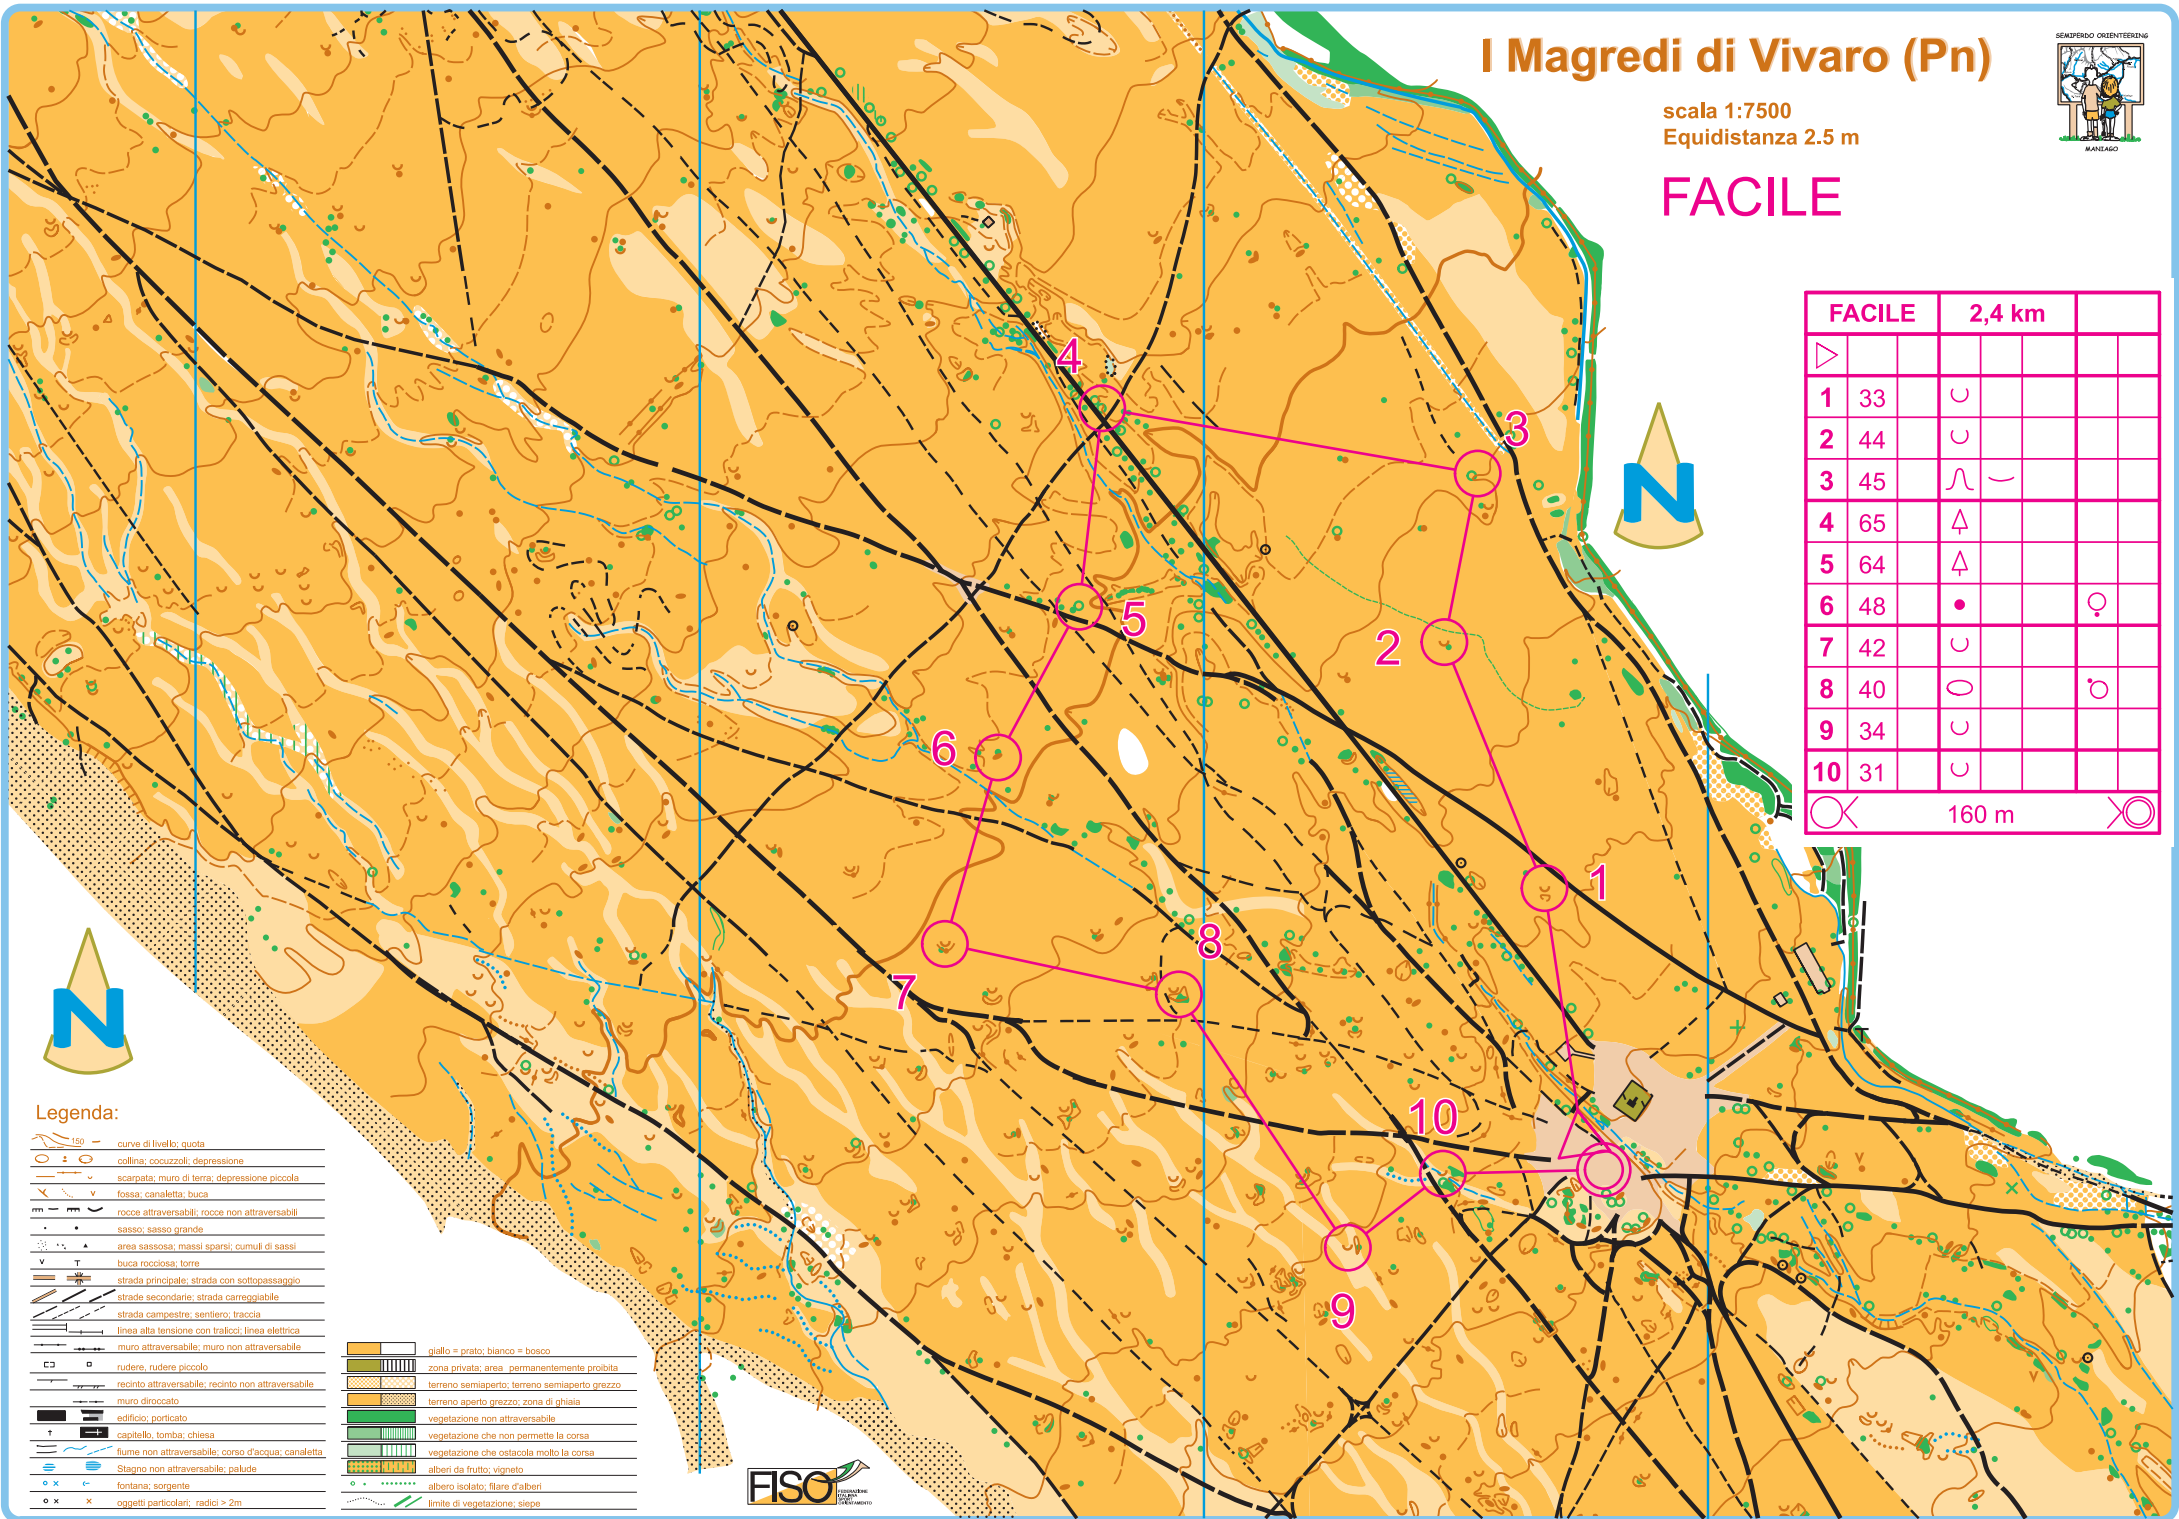 I Magredi di Vivaro (Pn)
scala 1:7500
Equidistanza 2.5 m
FACILE
SEMIPERDO ORIENTEERING
MANIAGO
FACILE 2,4 km
1 33
2 44
3 45
4 65
5 64
6 48
7 42
8 40
9 34
10 31
160 m
N
4
3
5
2
6
1
8
7
10
9
N
Legenda:
150 curve di livello; quota
collina; cocuzzoli; depressione
scarpata; muro di terra; depressione piccola
fossa; canaletta; buca
rocce attraversabili; rocce non attraversabili
sasso; sasso grande
area sassosa; massi sparsi; cumuli di sassi
buca rocciosa; torre
strada principale; strada con sottopassaggio
strade secondarie; strada carreggiabile
strada campestre; sentiero; traccia
linea alta tensione con tralicci; linea elettrica
muro attraversabile; muro non attraversabile
rudere, rudere piccolo
recinto attraversabile; recinto non attraversabile
muro diroccato
edificio; porticato
capitello, tomba; chiesa
fiume non attraversabile; corso d'acqua; canaletta
Stagno non attraversabile; palude
fontana; sorgente
oggetti particolari; radici > 2m
giallo = prato; bianco = bosco
zona privata; area permanentemente proibita
terreno semiaperto; terreno semiaperto grezzo
terreno aperto grezzo; zona di ghiaia
vegetazione non attraversabile
vegetazione che non permette la corsa
vegetazione che ostacola molto la corsa
alberi da frutto; vigneto
albero isolato; filare d'alberi
limite di vegetazione; siepe
FISO
FEDERAZIONE
ITALIANA
SPORT
ORIENTAMENTO